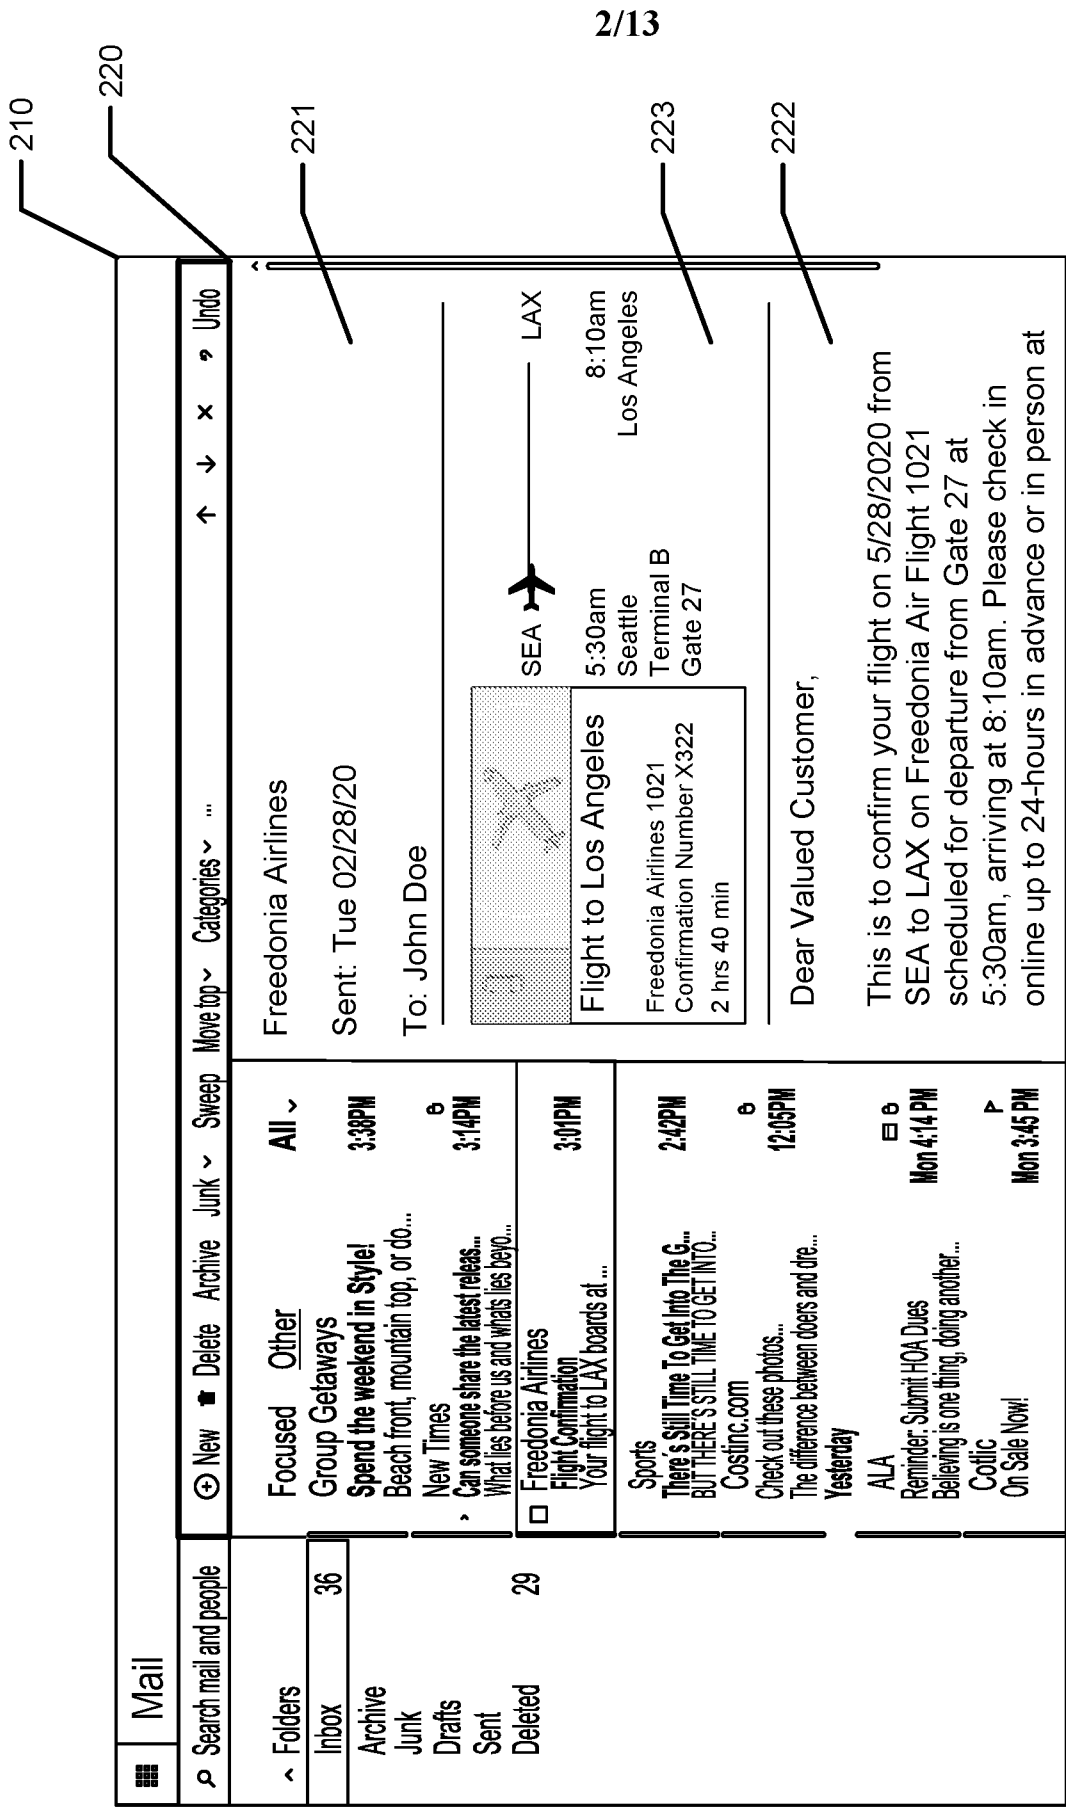 2/13
210
220
221
223
222
Mail
Search mail and people
New Delete Archive Junk Sweep Move top Categories ... Undo
Folders
Inbox 36
Archive
Junk
Drafts
Sent
Deleted 29
Focused Other All
Group Getaways
Spend the weekend in Style! 3:38PM
Beach front, mountain top, or do...
New Times
Can someone share the latest releas... 3:14PM
What lies before us and whats lies beyo...
Freedonia Airlines
Flight Confirmation 3:01PM
Your flight to LAX boards at ...
Sports
There's Still Time To Get Into The G... 2:42PM
BUT THERE'S STILL TIME TO GET INTO...
Costinc.com
Check out these photos... 12:05PM
The difference between doers and dre...
Yesterday
ALA
Reminder: Submit HOA Dues Mon 4:14 PM
Believing is one thing, doing another...
Cottic
On Sale Now! Mon 3:45 PM
Freedonia Airlines
Sent: Tue 02/28/20
To: John Doe
Flight to Los Angeles
Freedonia Airlines 1021
Confirmation Number X322
2 hrs 40 min
SEA LAX
5:30am 8:10am
Seattle Los Angeles
Terminal B
Gate 27
Dear Valued Customer,
This is to confirm your flight on 5/28/2020 from
SEA to LAX on Freedonia Air Flight 1021
scheduled for departure from Gate 27 at
5:30am, arriving at 8:10am. Please check in
online up to 24-hours in advance or in person at